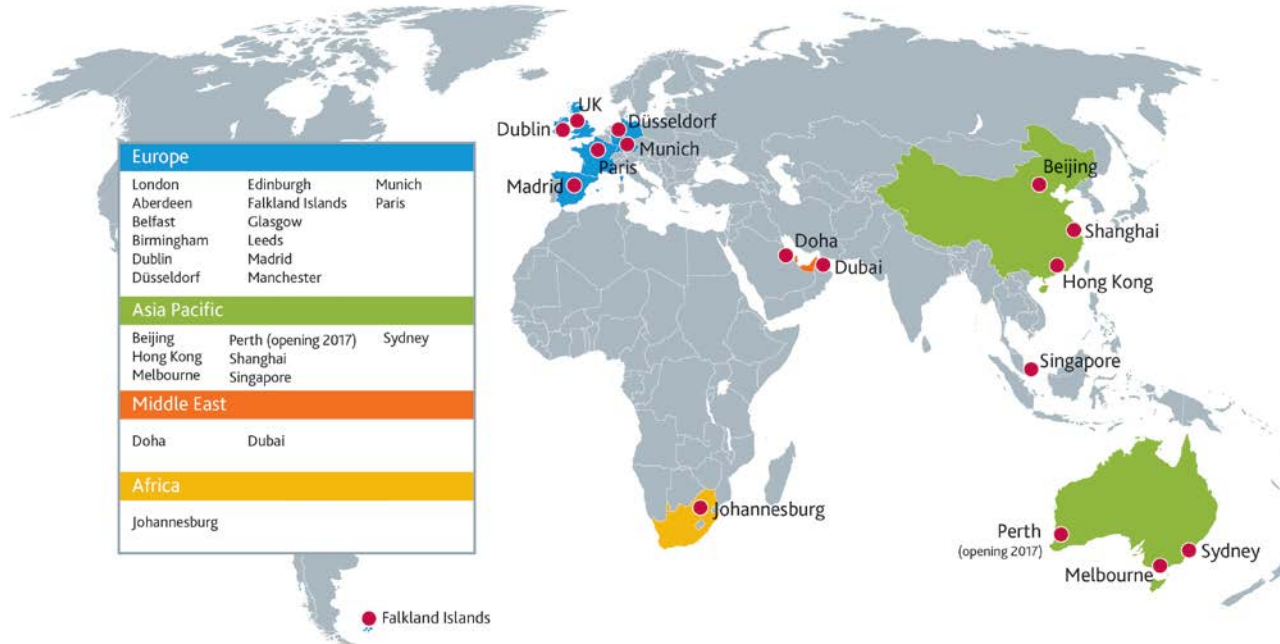 UK
Dublin
Düsseldorf
Munich
Paris
Madrid
Beijing
Shanghai
Hong Kong
Doha
Dubai
Singapore
Johannesburg
Perth
(opening 2017)
Sydney
Melbourne
Falkland Islands
Europe
London Edinburgh Munich
Aberdeen Falkland Islands Paris
Belfast Glasgow
Birmingham Leeds
Dublin Madrid
Düsseldorf Manchester
Asia Pacific
Beijing Perth (opening 2017) Sydney
Hong Kong Shanghai
Melbourne Singapore
Middle East
Doha Dubai
Africa
Johannesburg